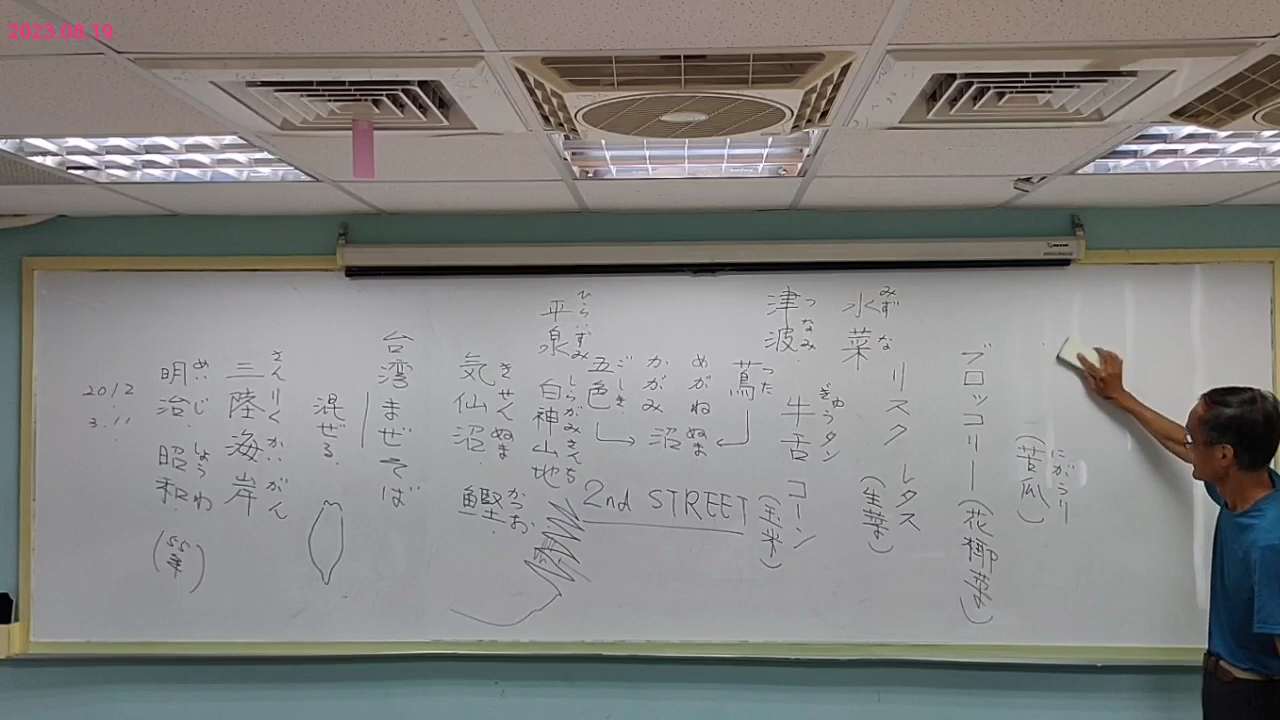 2023.08.19
にがうり
(苦瓜)
ブロッコリー(花椰菜)
レタス
リスク(生菜)
みずな
水菜
ぎゅうタン
牛舌
コーン
(玉米)
つなみ
津波
つた
蔦
めがねぬま
かがみ沼
ごしき
五色
2nd STREET
ひらいずみ
平泉
しらがみさんち
白神山地
きせんぬま
気仙沼.
かつお
鰹.
台湾まぜそば
混ぜる.
さんりくかいがん
三陸海岸
めいじ しょうわ
明治.昭和.
(55年)
2012
.
3.11